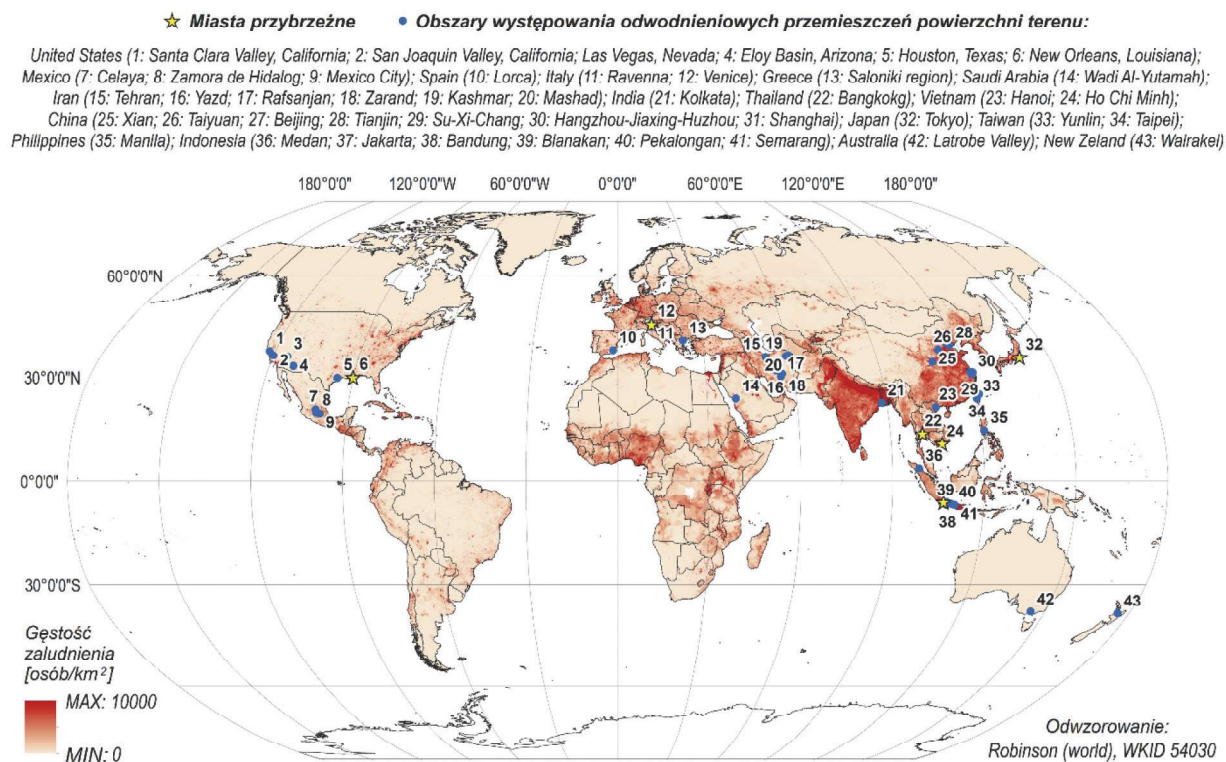 Miasta przybrzeżne Obszary występowania odwodnieniowych przemieszczeń powierzchni terenu:
United States (1: Santa Clara Valley, California; 2: San Joaquin Valley, California; Las Vegas, Nevada; 4: Eloy Basin, Arizona; 5: Houston, Texas; 6: New Orleans, Louisiana);
Mexico (7: Celaya; 8: Zamora de Hidalog; 9: Mexico City); Spain (10: Lorca); Italy (11: Ravenna; 12: Venice); Greece (13: Saloniki region); Saudi Arabia (14: Wadi Al-Yutamah);
Iran (15: Tehran; 16: Yazd; 17: Rafsanjan; 18: Zarand; 19: Kashmar; 20: Mashad); India (21: Kolkata); Thailand (22: Bangkokg); Vietnam (23: Hanoi; 24: Ho Chi Minh);
China (25: Xian; 26: Taiyuan; 27: Beijing; 28: Tianjin; 29: Su-Xi-Chang; 30: Hangzhou-Jiaxing-Huzhou; 31: Shanghai); Japan (32: Tokyo); Taiwan (33: Yunlin; 34: Taipei);
Philippines (35: Manlla); Indonesia (36: Medan; 37: Jakarta; 38: Bandung; 39: Blanakan; 40: Pekalongan; 41: Semarang); Australia (42: Latrobe Valley); New Zeland (43: Wairakel)
180°0'0" 120°0'0"W 60°0'0"W 0°0'0" 60°0'0"E 120°0'0"E 180°0'0"
60°0'0"N
12
1 3
13
26 28
32
2 4
5 6
11
10
15 19
25
30
30°0'0"N
20 17
14
16 18
21
23
29 33
7 8
34
9
22
24
35
36
0°0'0"
39 40
38
41
30°0'0"S
42
43
Gęstość
zaludnienia
[osób/km²]
MAX: 10000
MIN: 0
Odwzorowanie:
Robinson (world), WKID 54030